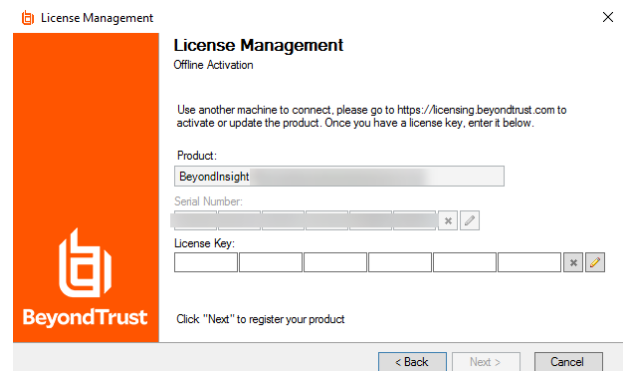 License Management
License Management
Offline Activation
Use another machine to connect, please go to https://licensing.beyondtrust.com to
activate or update the product. Once you have a license key, enter it below.
Product:
BeyondInsight
Serial Number:
License Key:
BeyondTrust
Click "Next" to register your product
< Back
Next >
Cancel